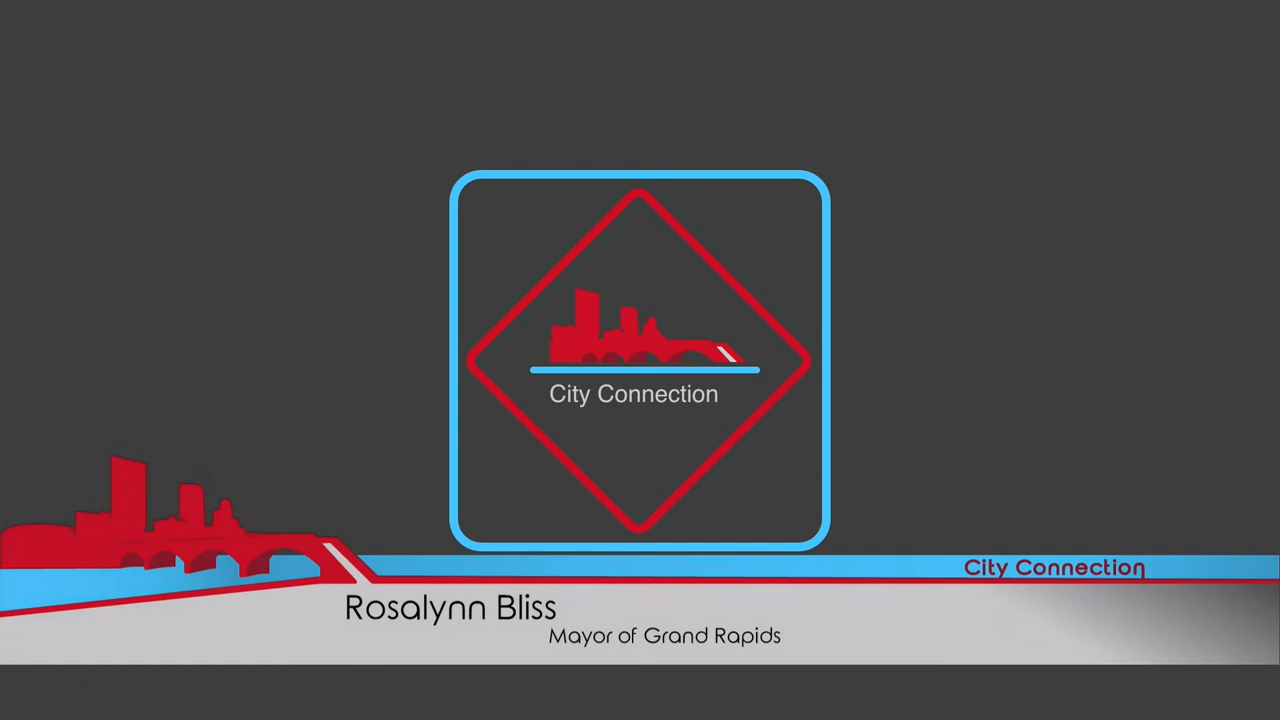 City Connection
City Connection
Rosalynn Bliss
Mayor of Grand Rapids